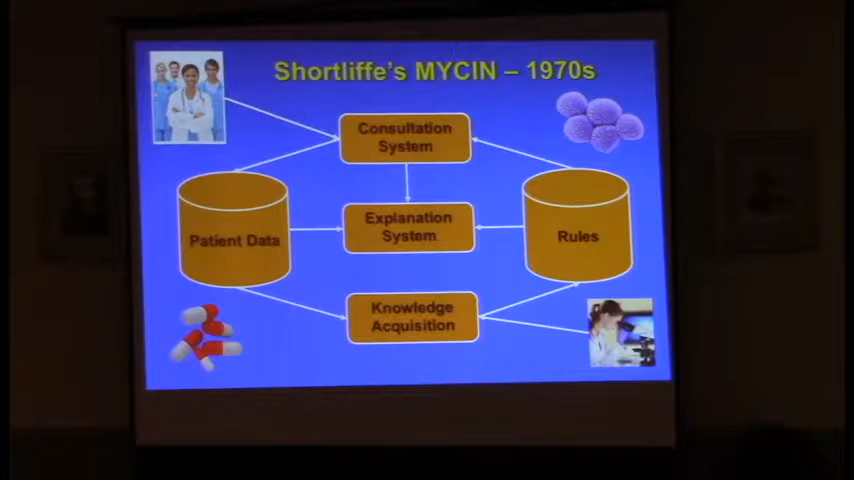 Shortliffe's MYCIN – 1970s
Consultation
System
Explanation
System
Patient Data
Rules
Knowledge
Acquisition